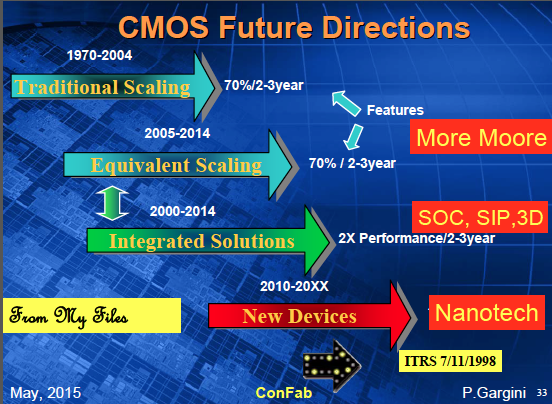 CMOS Future Directions
1970-2004
Traditional Scaling
70%/2-3year
Features
More Moore
2005-2014
Equivalent Scaling
70% / 2-3year
2000-2014
SOC, SIP,3D
Integrated Solutions
2X Performance/2-3year
2010-20XX
From My Files
New Devices
Nanotech
ITRS 7/11/1998
May, 2015
ConFab
P.Gargini
33